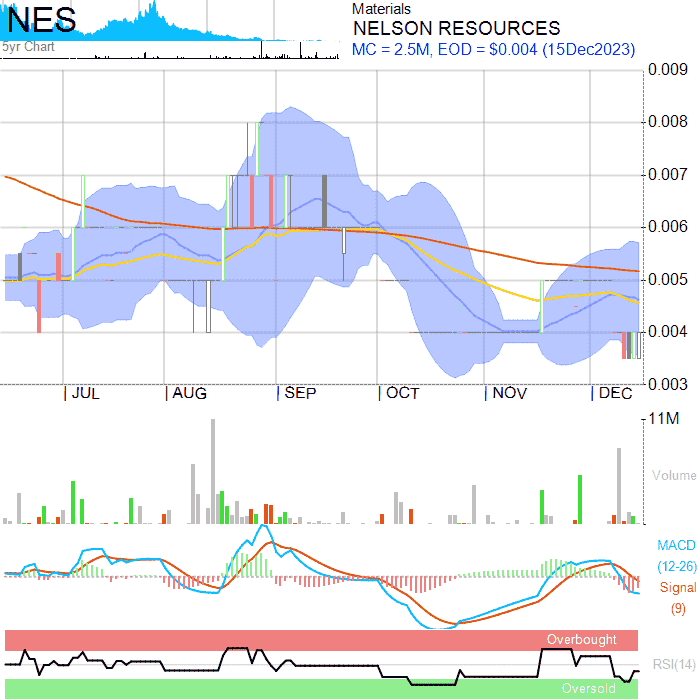 NES
5yr Chart
Materials
NELSON RESOURCES
MC = 2.5M, EOD = $0.004 (15Dec2023)
0.009
0.008
0.007
0.006
0.005
0.004
0.003
JUL AUG SEP OCT NOV DEC
11M
Volume
MACD
(12-26)
Signal
(9)
Overbought
RSI(14)
Oversold